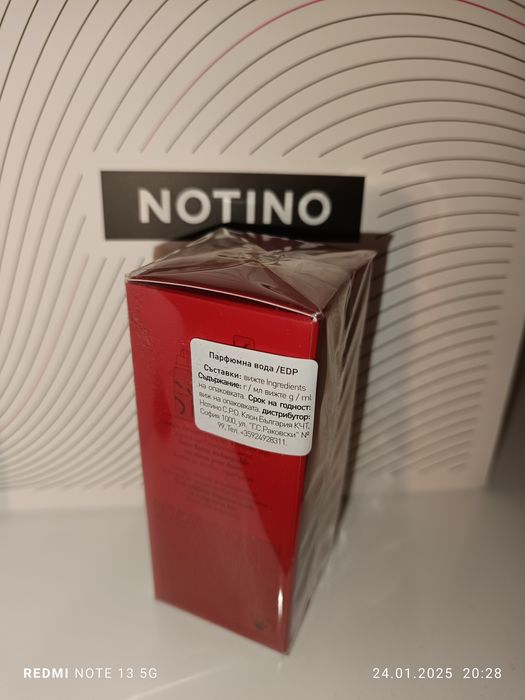 NOTINO
Парфюмна вода /EDP
Съставки: вижте Ingredients
Съдържание: г / мл вижте g / ml
на опаковката. Срок на годност:
виж на опаковката. дистрибутор:
Нотино С.Р.О. Клон България КЧТ,
София 1000, ул. "Г.С.Раковски" №
99,Тел. +35924928311.
REDMI NOTE 13 5G
24.01.2025 20:28